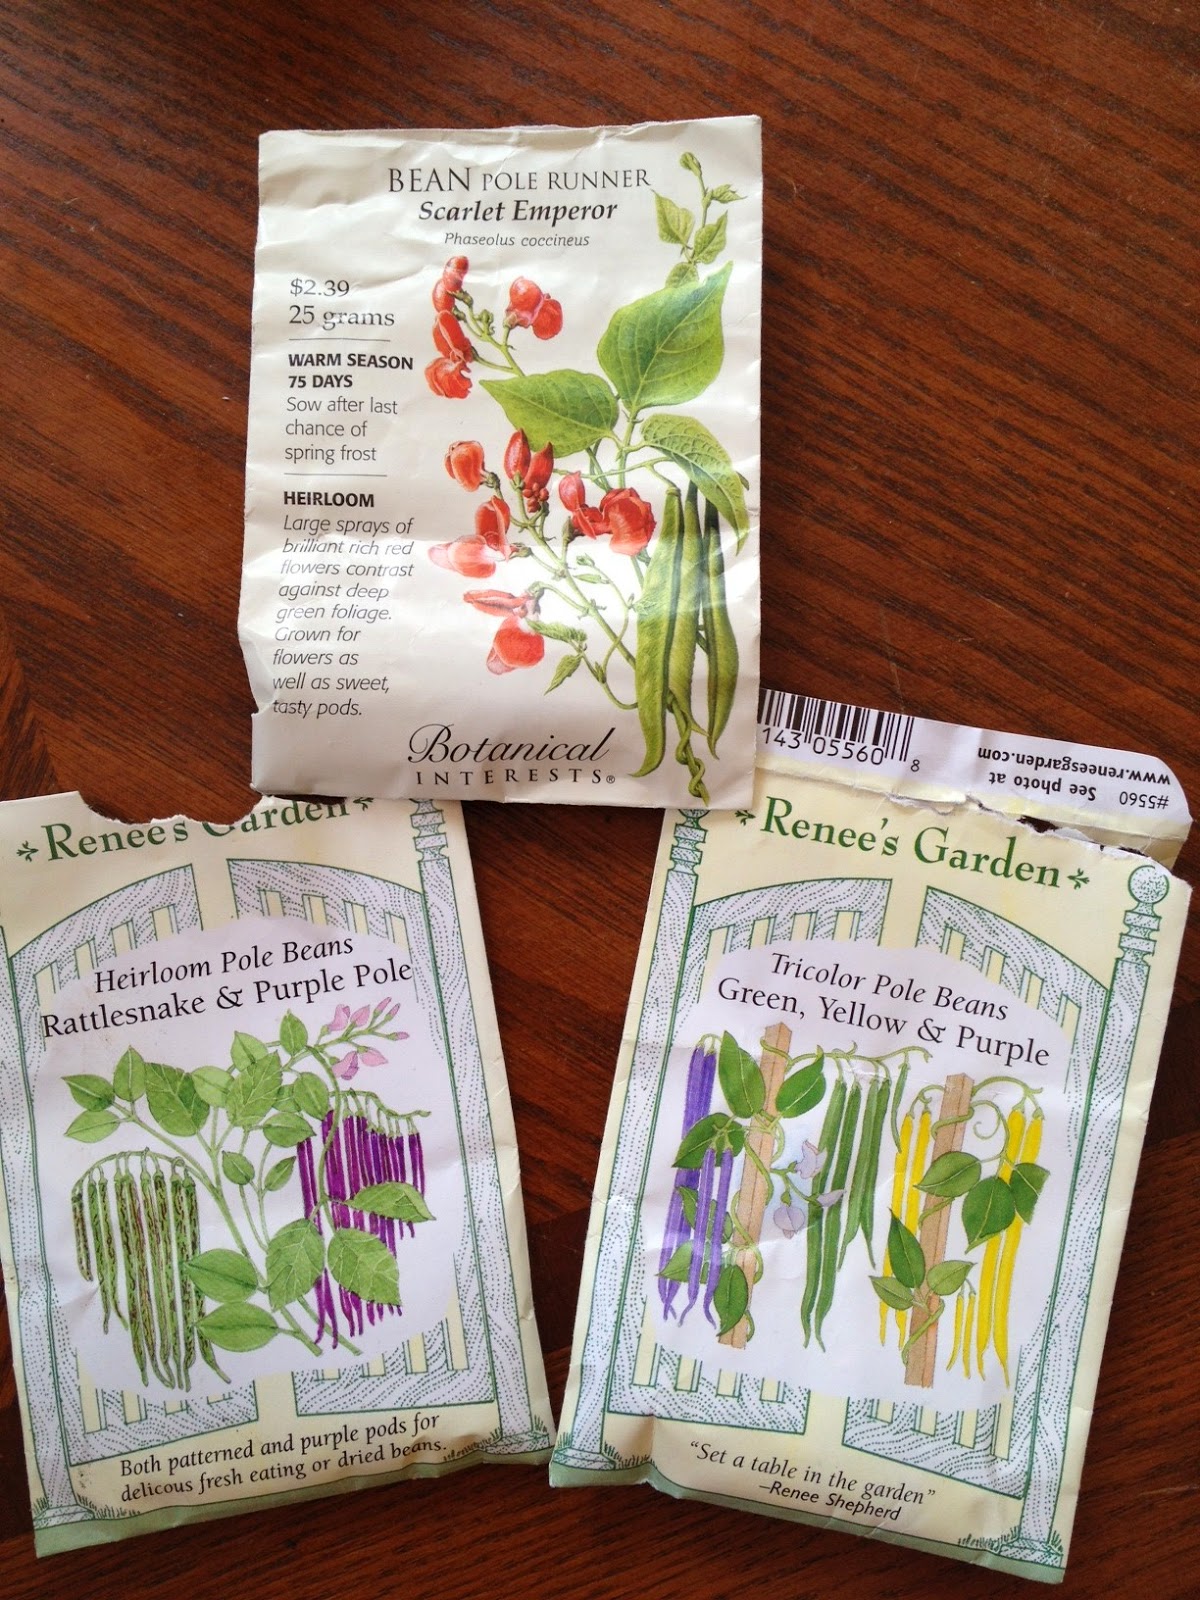 BEAN POLE RUNNER
Scarlet Emperor
Phaseolus coccineus
$2.39
25 grams
WARM SEASON
75 DAYS
Sow after last
chance of
spring frost
HEIRLOOM
Large sprays of
brilliant rich red
flowers contrast
against deep
green foliage.
Grown for
flowers as
well as sweet,
tasty pods.
Botanical
INTERESTS®
Renee's Garden
Heirloom Pole Beans
Rattlesnake & Purple Pole
Both patterned and purple pods for
delicous fresh eating or dried beans.
143 05560 8
#5560 See photo at
www.reneesgarden.com
Renee's Garden
Tricolor Pole Beans
Green, Yellow & Purple
"Set a table in the garden"
—Renee Shepherd